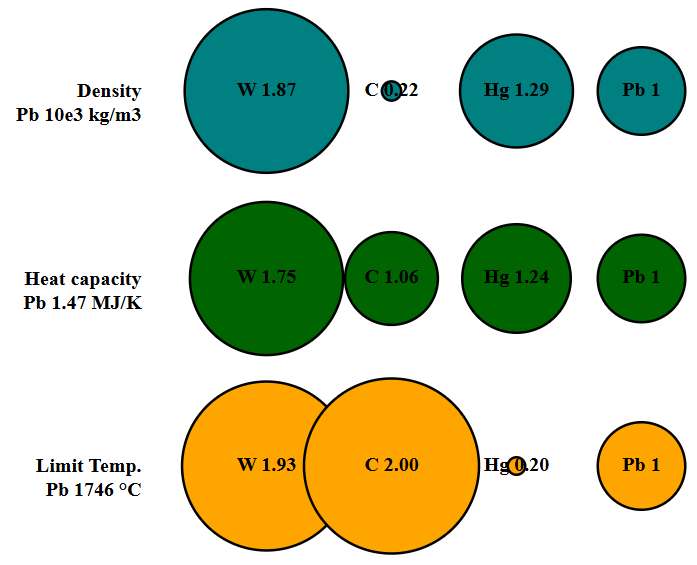 Density
Pb 10e3 kg/m3
W 1.87
C 0.22
Hg 1.29
Pb 1
Heat capacity
Pb 1.47 MJ/K
W 1.75
C 1.06
Hg 1.24
Pb 1
Limit Temp.
Pb 1746 °C
W 1.93
C 2.00
Hg 0.20
Pb 1